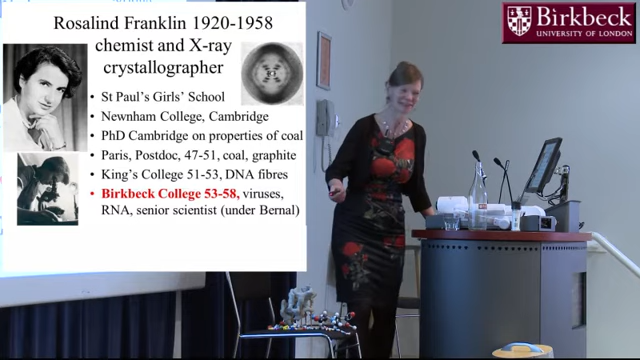 Rosalind Franklin 1920-1958
chemist and X-ray
crystallographer
• St Paul's Girls' School
• Newnham College, Cambridge
• PhD Cambridge on properties of coal
• Paris, Postdoc, 47-51, coal, graphite
• King's College 51-53, DNA fibres
• Birkbeck College 53-58, viruses,
RNA, senior scientist (under Bernal)
Birkbeck
UNIVERSITY OF LONDON